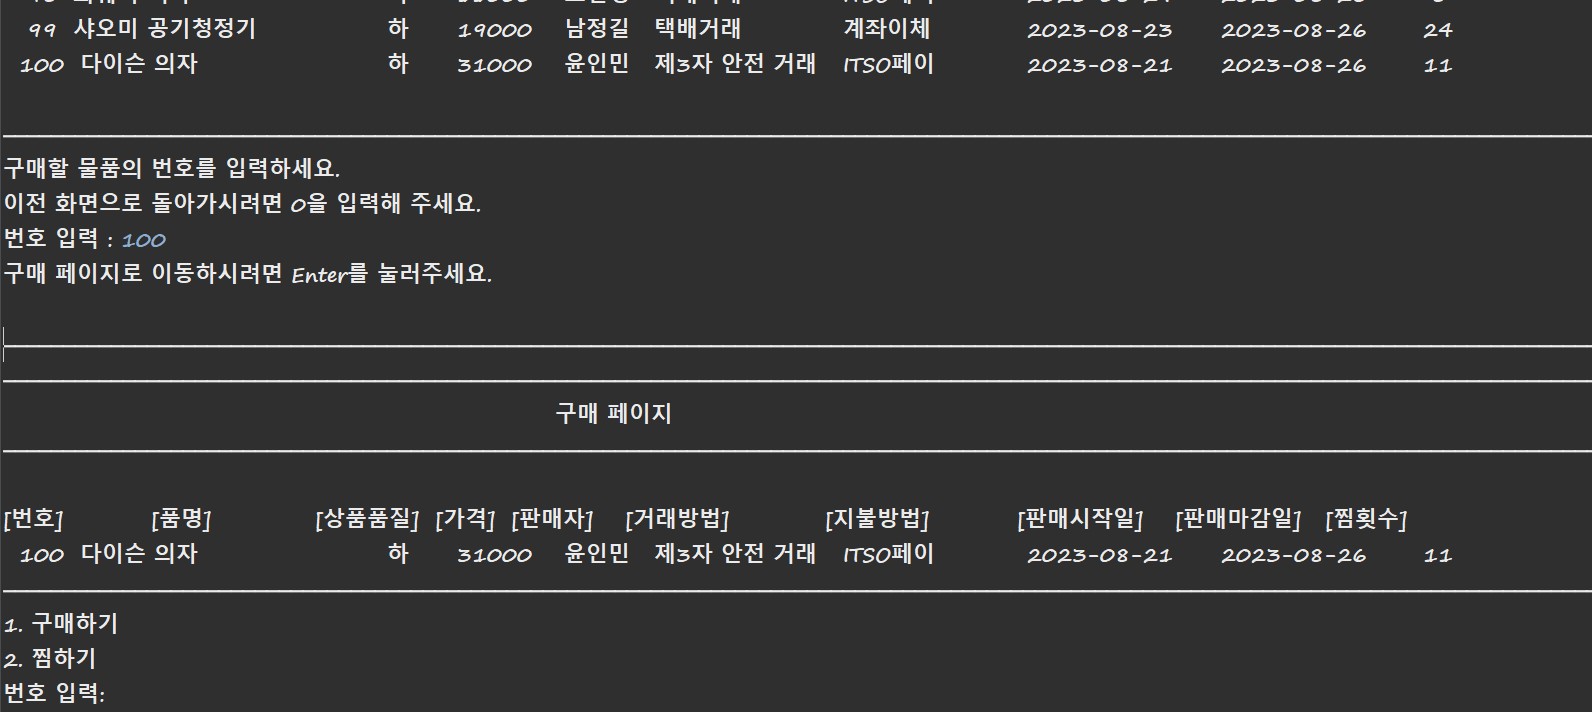 99 샤오미 공기청정기 하 19000 남정길 택배거래 계좌이체 2023-08-23 2023-08-26 24
100 다이슨 의자 하 31000 윤인민 제3자 안전 거래 ITSO페이 2023-08-21 2023-08-26 11
구매할 물품의 번호를 입력하세요.
이전 화면으로 돌아가시려면 0을 입력해 주세요.
번호 입력 : 100
구매 페이지로 이동하시려면 Enter를 눌러주세요.
구매 페이지
[번호] [품명] [상품품질] [가격] [판매자] [거래방법] [지불방법] [판매시작일] [판매마감일] [찜횟수]
100 다이슨 의자 하 31000 윤인민 제3자 안전 거래 ITSO페이 2023-08-21 2023-08-26 11
1. 구매하기
2. 찜하기
번호 입력: